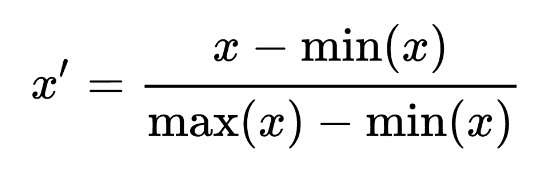 x′ = (x − min(x)) / (max(x) − min(x))